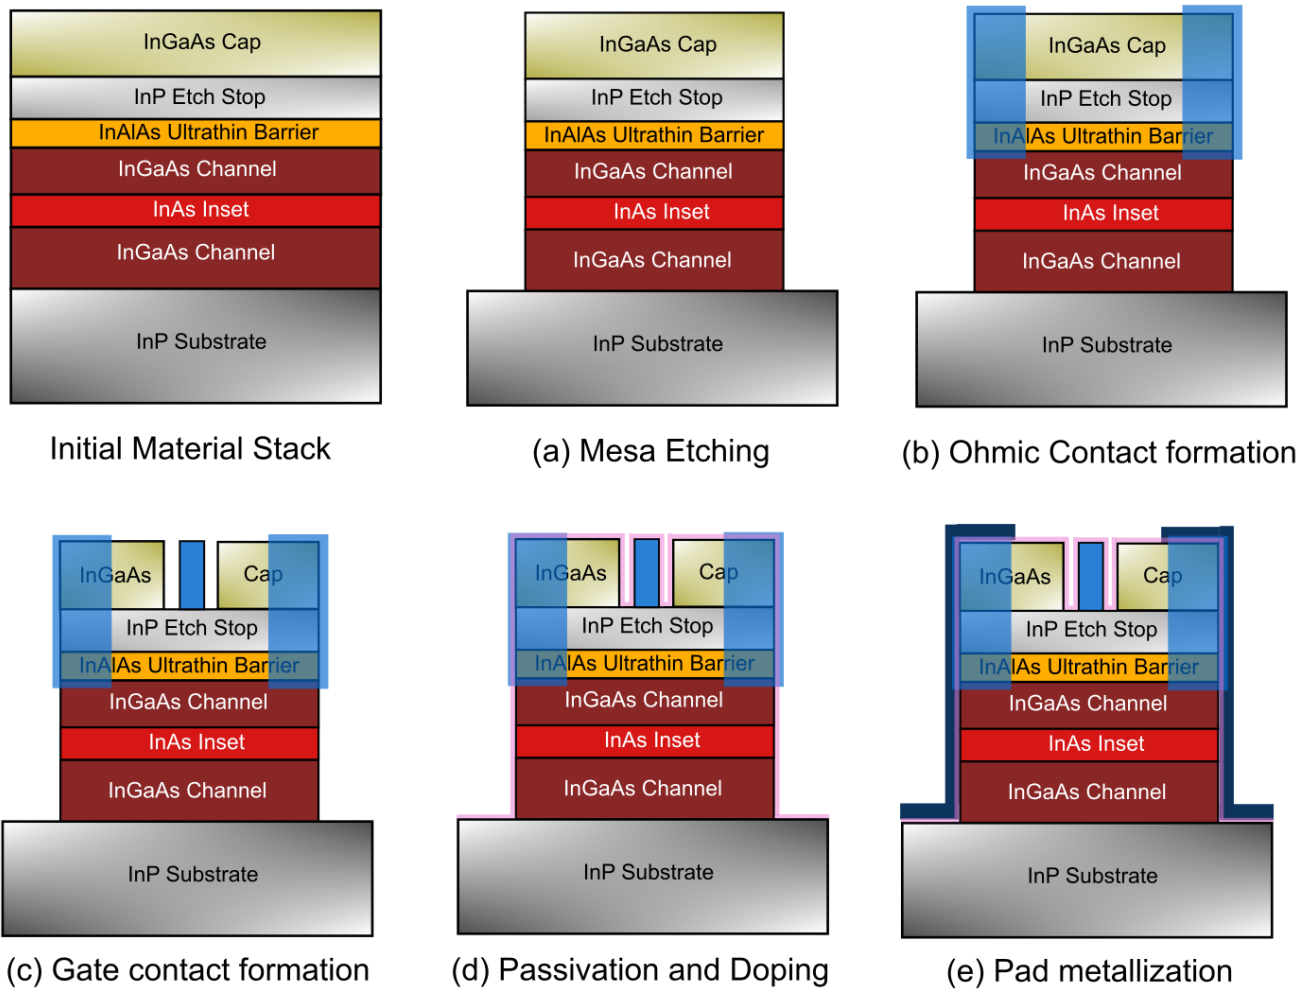 InGaAs Cap
InP Etch Stop
InAlAs Ultrathin Barrier
InGaAs Channel
InAs Inset
InGaAs Channel
InP Substrate
Initial Material Stack
InGaAs Cap
InP Etch Stop
InAlAs Ultrathin Barrier
InGaAs Channel
InAs Inset
InGaAs Channel
InP Substrate
(a) Mesa Etching
InGaAs Cap
InP Etch Stop
InAlAs Ultrathin Barrier
InGaAs Channel
InAs Inset
InGaAs Channel
InP Substrate
(b) Ohmic Contact formation
InGaAs Cap
InP Etch Stop
InAlAs Ultrathin Barrier
InGaAs Channel
InAs Inset
InGaAs Channel
InP Substrate
(c) Gate contact formation
InGaAs Cap
InP Etch Stop
InAlAs Ultrathin Barrier
InGaAs Channel
InAs Inset
InGaAs Channel
InP Substrate
(d) Passivation and Doping
InGaAs Cap
InP Etch Stop
InAlAs Ultrathin Barrier
InGaAs Channel
InAs Inset
InGaAs Channel
InP Substrate
(e) Pad metallization